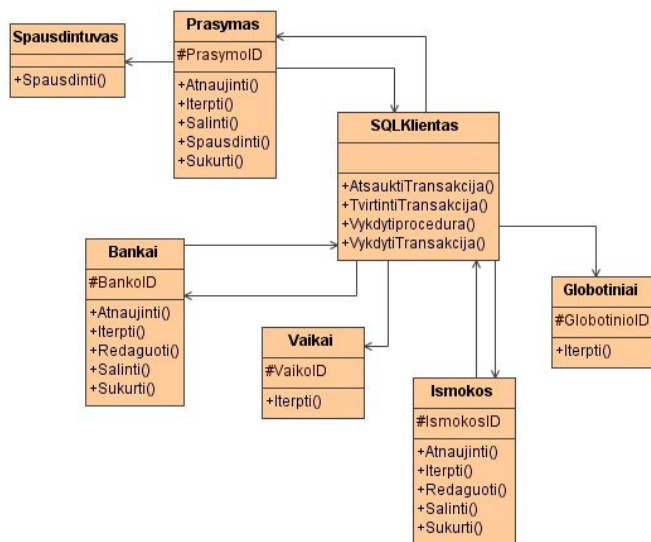 Spausdintuvas
+Spausdinti()
Prasymas
#PrasymoID
+Atnaujinti()
+Iterpti()
+Salinti()
+Spausdinti()
+Sukurti()
SQLKlientas
+AtsauktiTransakcija()
+TvirtintiTransakcija()
+Vykdytiprocedura()
+VykdytiTransakcija()
Bankai
#BankoID
+Atnaujinti()
+Iterpti()
+Redaguoti()
+Salinti()
+Sukurti()
Vaikai
#VaikoID
+Iterpti()
Ismokos
#IsmokosID
+Atnaujinti()
+Iterpti()
+Redaguoti()
+Salinti()
+Sukurti()
Globotiniai
#GlobotinioID
+Iterpti()